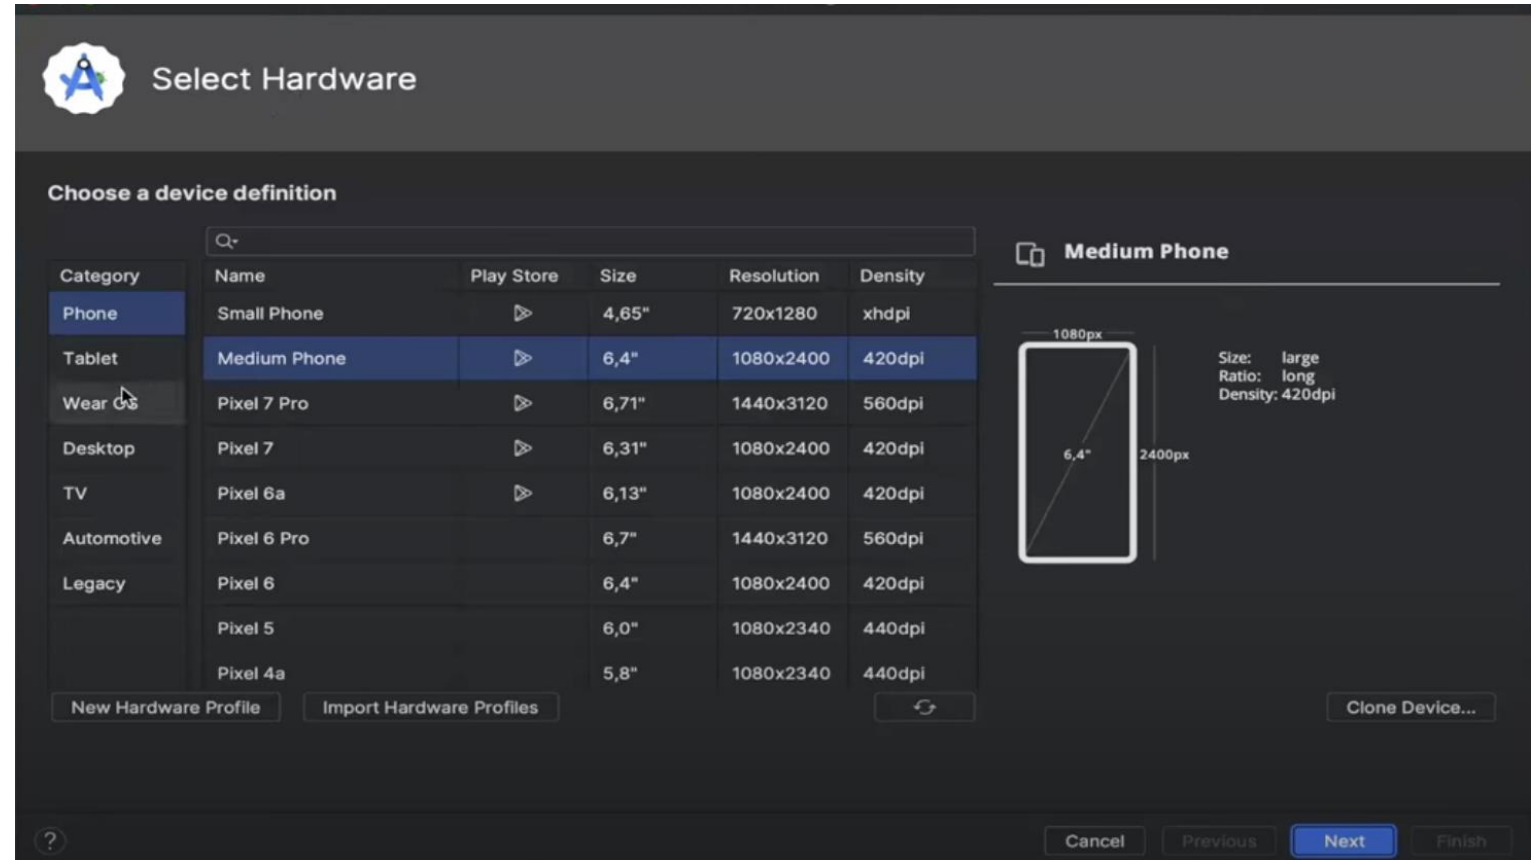 Select Hardware
Choose a device definition
Category Name Play Store Size Resolution Density
Phone Small Phone 4,65" 720x1280 xhdpi
Tablet Medium Phone 6,4" 1080x2400 420dpi
Wear OS Pixel 7 Pro 6,71" 1440x3120 560dpi
Desktop Pixel 7 6,31" 1080x2400 420dpi
TV Pixel 6a 6,13" 1080x2400 420dpi
Automotive Pixel 6 Pro 6,7" 1440x3120 560dpi
Legacy Pixel 6 6,4" 1080x2400 420dpi
Pixel 5 6,0" 1080x2340 440dpi
Pixel 4a 5,8" 1080x2340 440dpi
New Hardware Profile Import Hardware Profiles
Medium Phone
1080px
Size: large
Ratio: long
Density: 420dpi
6,4" 2400px
Clone Device...
? Cancel Previous Next Finish